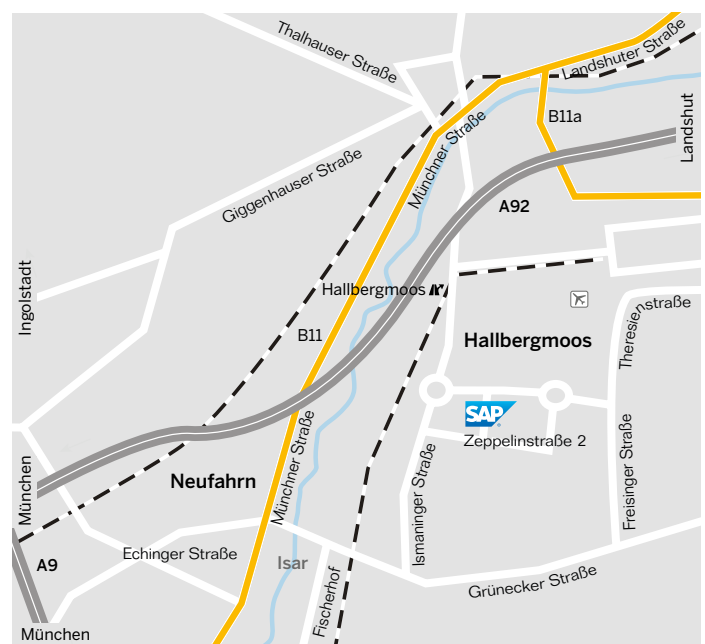 Thalhauser Straße
Landshuter Straße
B11a
Landshut
Münchner Straße
Giggenhauser Straße
A92
Ingolstadt
Hallbergmoos
Theresienstraße
B11
Hallbergmoos
SAP
Zeppelinstraße 2
Münchner Straße
Neufahrn
München
Ismaninger Straße
Freisinger Straße
Echinger Straße
A9
Isar
Fischerhof
Grünecker Straße
München